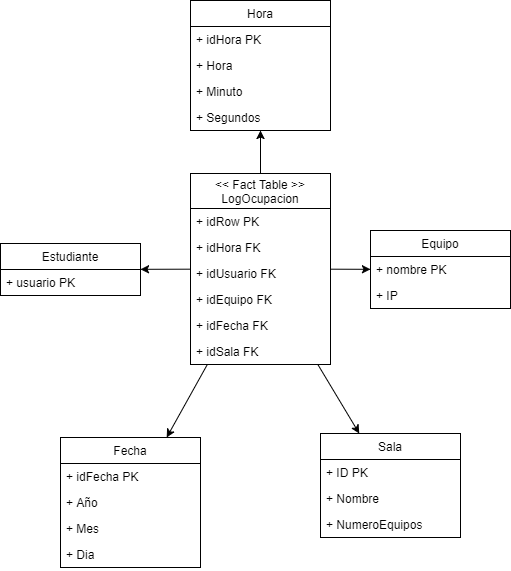 Hora
+ idHora PK
+ Hora
+ Minuto
+ Segundos
<< Fact Table >>
LogOcupacion
+ idRow PK
+ idHora FK
+ idUsuario FK
+ idEquipo FK
+ idFecha FK
+ idSala FK
Estudiante
+ usuario PK
Equipo
+ nombre PK
+ IP
Fecha
+ idFecha PK
+ Año
+ Mes
+ Dia
Sala
+ ID PK
+ Nombre
+ NumeroEquipos